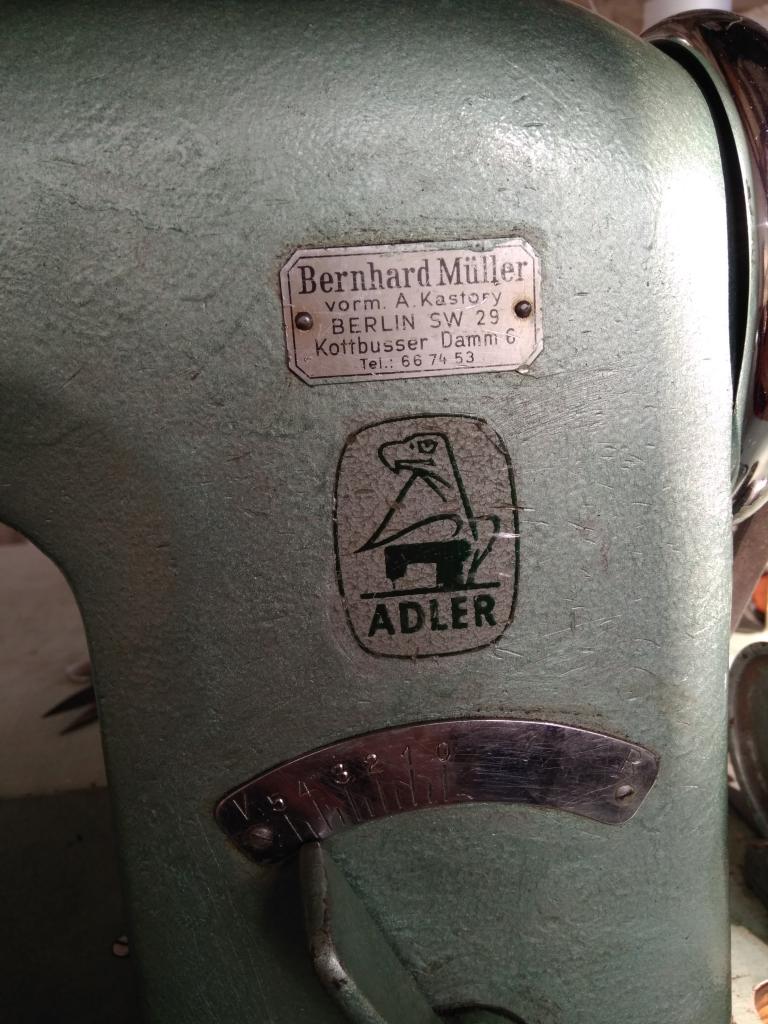 Bernhard Müller
vorm. A. Kastory
BERLIN SW 29
Kottbusser Damm 6
Tel.: 66 74 53
ADLER
V 5 4 3 2 1 0 R